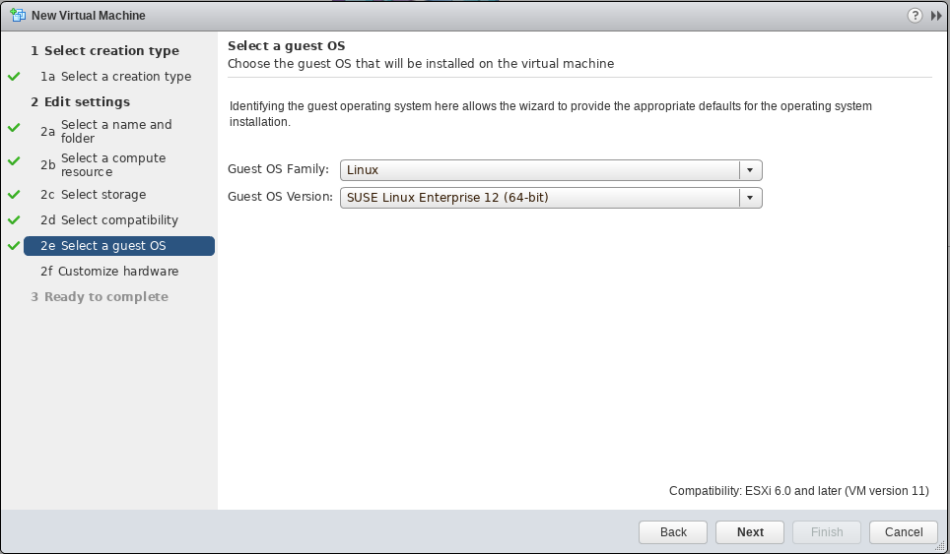 New Virtual Machine
?
1 Select creation type
1a Select a creation type
2 Edit settings
2a Select a name and
folder
2b Select a compute
resource
2c Select storage
2d Select compatibility
2e Select a guest OS
2f Customize hardware
3 Ready to complete
Select a guest OS
Choose the guest OS that will be installed on the virtual machine
Identifying the guest operating system here allows the wizard to provide the appropriate defaults for the operating system
installation.
Guest OS Family: Linux
Guest OS Version: SUSE Linux Enterprise 12 (64-bit)
Compatibility: ESXi 6.0 and later (VM version 11)
Back Next Finish Cancel